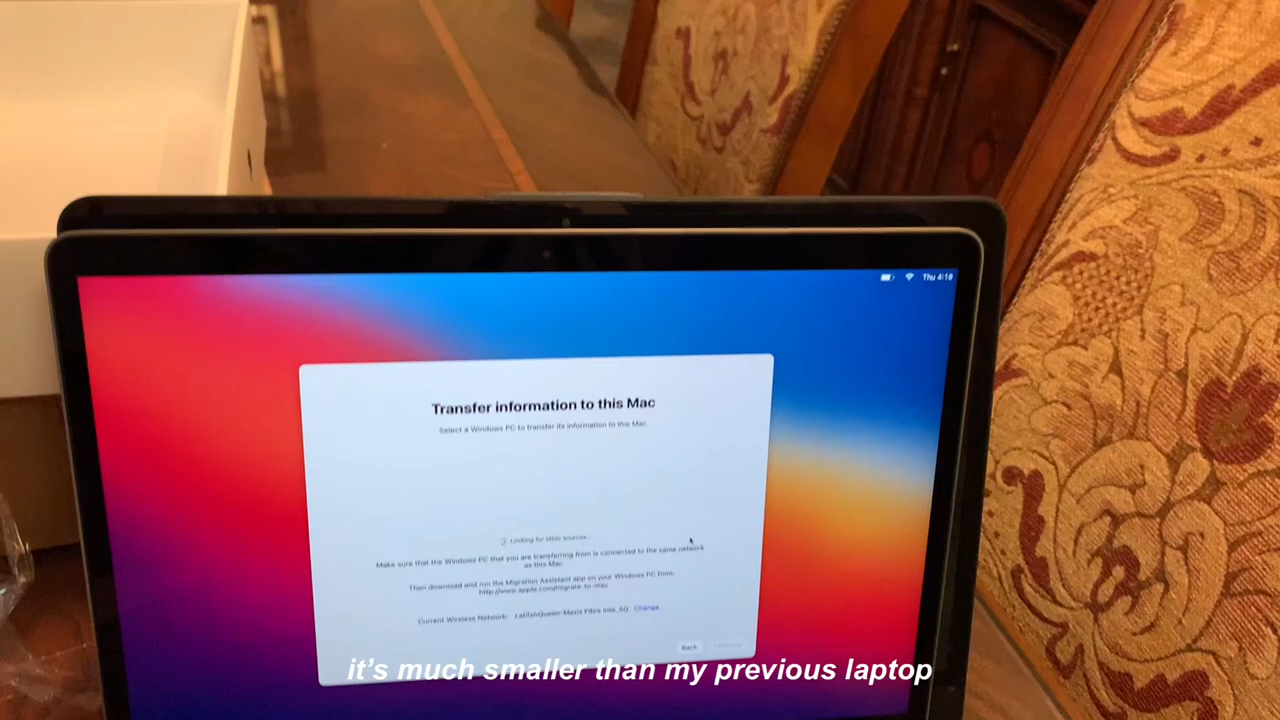 Thu 4:18
Transfer information to this Mac
Select a Windows PC to transfer its information to this Mac.
Looking for other sources...
Make sure that the Windows PC that you are transferring from is connected to the same network
as this Mac.
Then download and run the Migration Assistant app on your Windows PC from:
http://www.apple.com/migrate-to-mac
Current Wireless Network: Fibre Change...
Back Continue
it's much smaller than my previous laptop